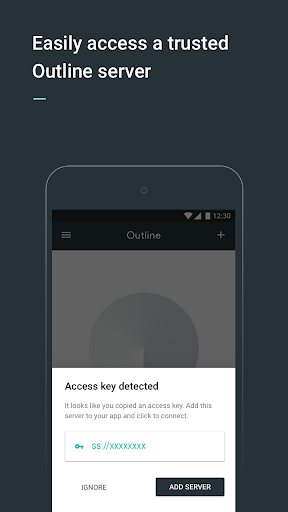 Easily access a trusted
Outline server
12:30
Outline
Access key detected
It looks like you copied an access key. Add this
server to your app and click to connect.
ss://xxxxxxxx
IGNORE
ADD SERVER